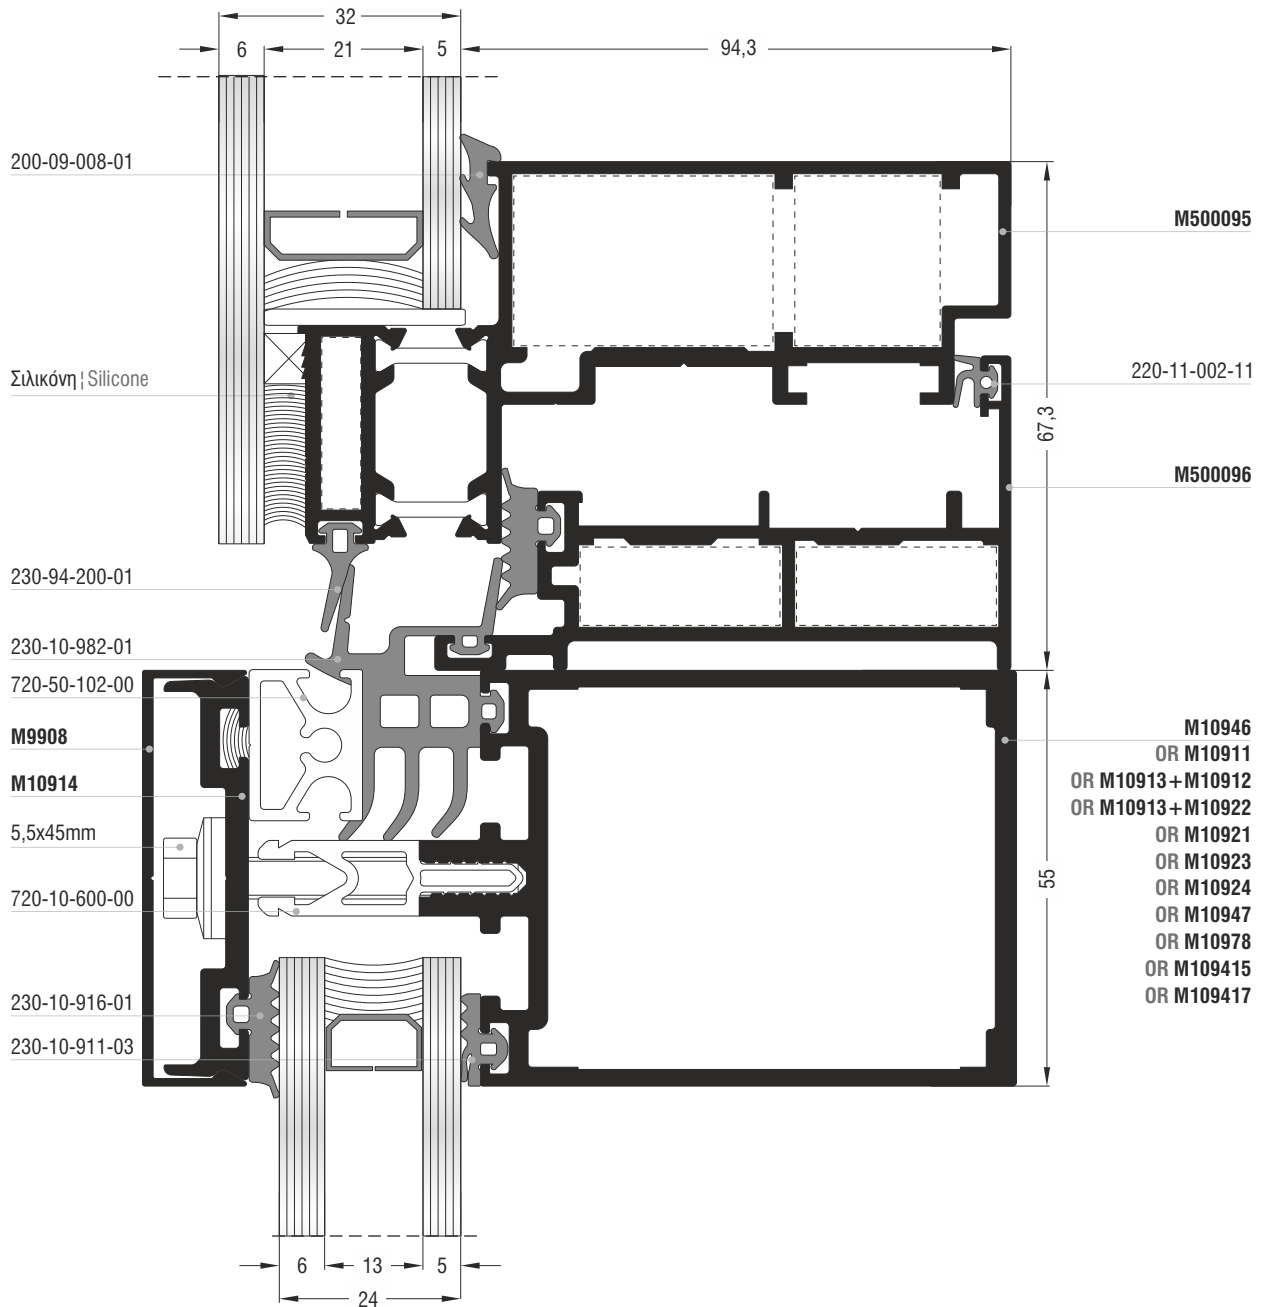 32
6
21
5
94,3
200-09-008-01
M500095
Σιλικόνη ¦ Silicone
220-11-002-11
67,3
M500096
230-94-200-01
230-10-982-01
720-50-102-00
M9908
M10914
5,5x45mm
720-10-600-00
230-10-916-01
230-10-911-03
M10946
OR M10911
OR M10913+M10912
OR M10913+M10922
OR M10921
OR M10923
OR M10924
OR M10947
OR M10978
OR M109415
OR M109417
55
6
13
5
24